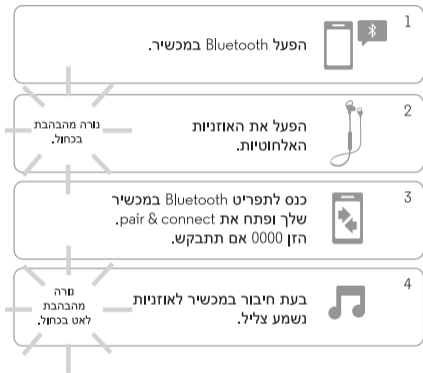 1
הפעל Bluetooth במכשיר.
2
הפעל את האוזניות
האלחוטיות.
נורה מהבהבת
בכחול.
3
כנס לתפריט Bluetooth במכשיר
שלך ופתח את pair & connect.
הזן 0000 אם תתבקש.
4
בעת חיבור במכשיר לאוזניות
נשמע צליל.
נורה
מהבהבת
לאט בכחול.